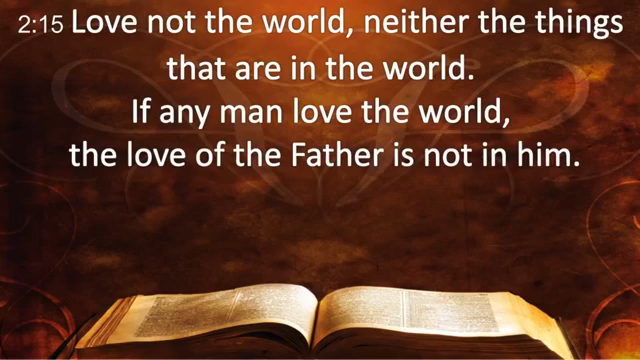 2:15 Love not the world, neither the things
that are in the world.
If any man love the world,
the love of the Father is not in him.